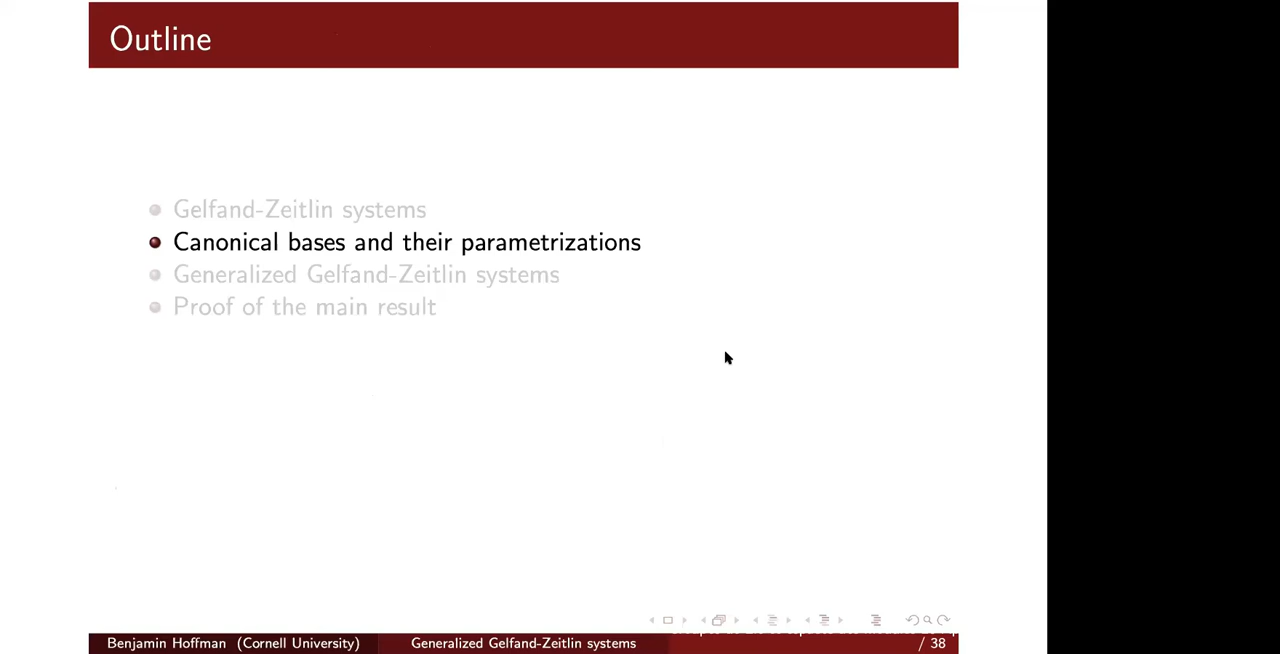 Outline
Gelfand-Zeitlin systems
Canonical bases and their parametrizations
Generalized Gelfand-Zeitlin systems
Proof of the main result
Benjamin Hoffman (Cornell University)
Generalized Gelfand-Zeitlin systems
/ 38